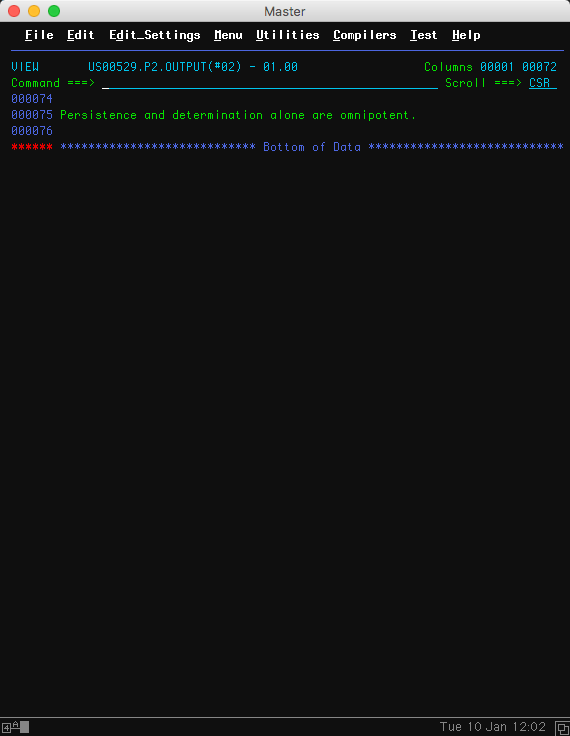 Master
File Edit Edit_Settings Menu Utilities Compilers Test Help
VIEW US00529.P2.OUTPUT(#02) - 01.00 Columns 00001 00072
Command ===> Scroll ===> CSR
000074
000075 Persistence and determination alone are omnipotent.
000076
****** **************************** Bottom of Data ****************************
4 A Tue 10 Jan 12:02